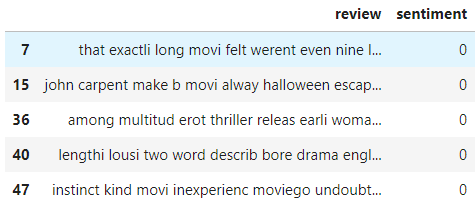 review sentiment
7 that exactli long movi felt werent even nine l... 0
15 john carpent make b movi alway halloween escap... 0
36 among multitud erot thriller releas earli woma... 0
40 lengthi lousi two word describ bore drama engl... 0
47 instinct kind movi inexperienc moviego undoubt... 0